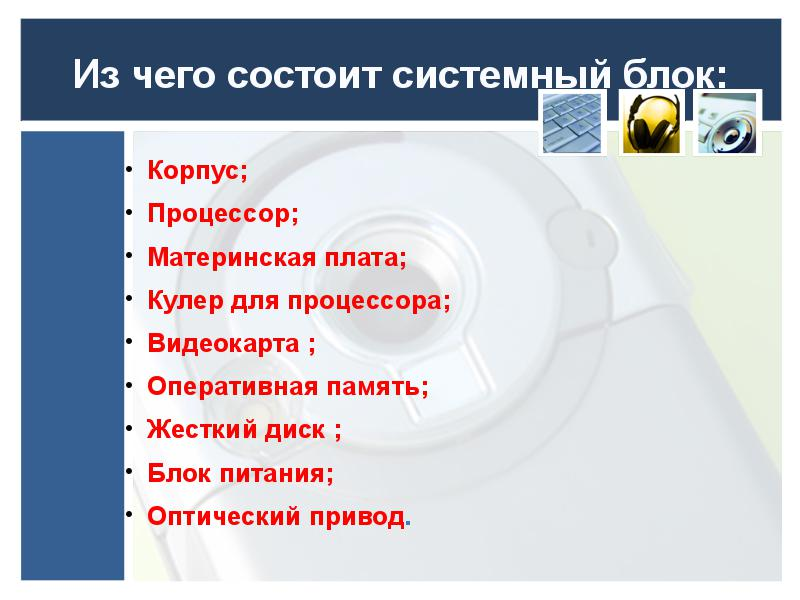 Из чего состоит системный блок:
• Корпус;
• Процессор;
• Материнская плата;
• Кулер для процессора;
• Видеокарта ;
• Оперативная память;
• Жесткий диск ;
• Блок питания;
• Оптический привод.